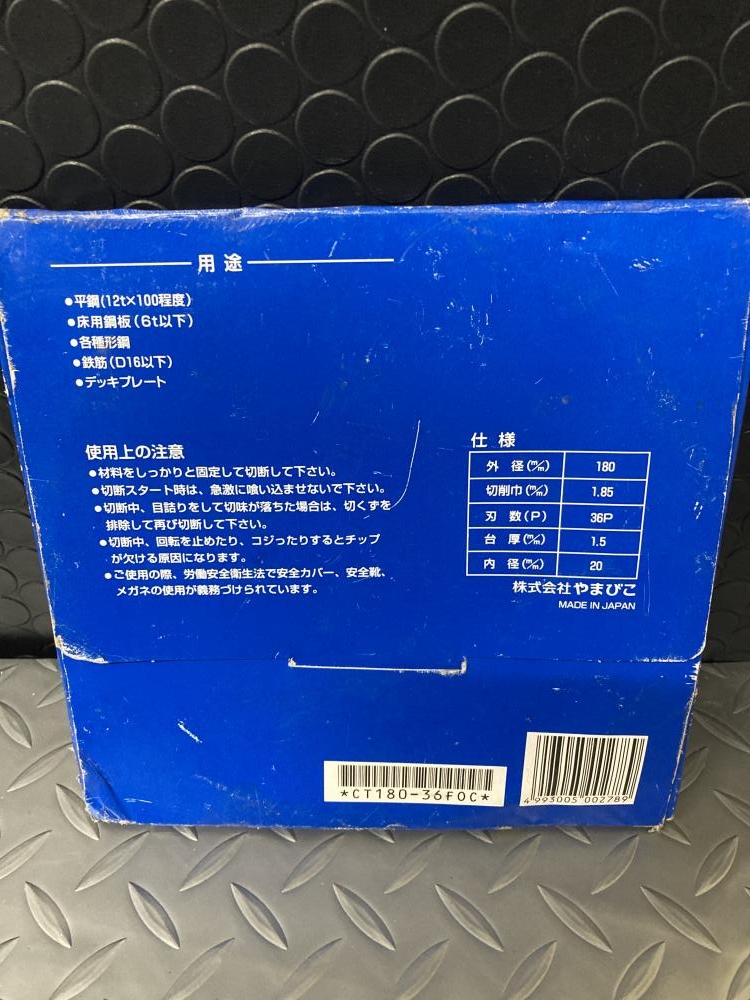 用途
●平鋼(12t×100程度)
●床用鋼板(6t以下)
●各種形鋼
●鉄筋(D16以下)
●デッキプレート
使用上の注意
●材料をしっかりと固定して切断して下さい。
●切断スタート時は、急激に喰い込ませないで下さい。
●切断中、目詰りをして切味が落ちた場合は、切くずを
排除して再び切断して下さい。
●切断中、回転を止めたり、コジったりするとチップ
が欠ける原因になります。
●ご使用の際、労働安全衛生法で安全カバー、安全靴、
メガネの使用が義務づけられています。
仕様
外径(m/m) 180
切削巾(m/m) 1.85
刃数(P) 36P
台厚(m/m) 1.5
内径(m/m) 20
株式会社やまびこ
MADE IN JAPAN
*CT180-36FOC*
4993005002789